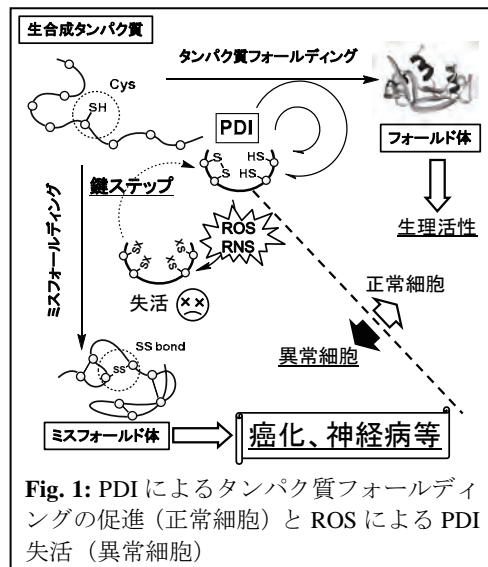 生合成タンパク質
タンパク質フォールディング
Cys
SH
PDI
フォールド体
S
S
HS
HS
鍵ステップ
ミスフォールディング
ROS
RNS
生理活性
SX
SX
XS
XS
失活
正常細胞
異常細胞
SS bond
SS
ミスフォールド体
癌化、神経病等
Fig. 1: PDI によるタンパク質フォールディ
ングの促進（正常細胞）と ROS による PDI
失活（異常細胞）